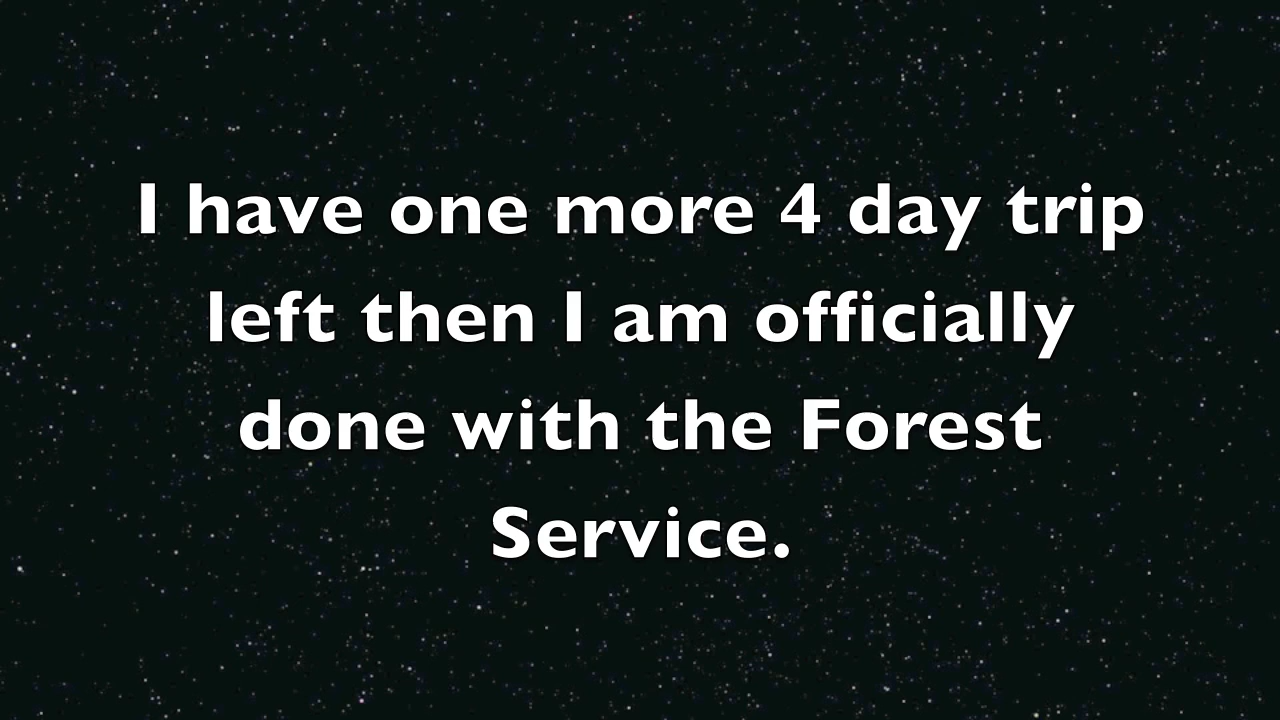 I have one more 4 day trip
left then I am officially
done with the Forest
Service.